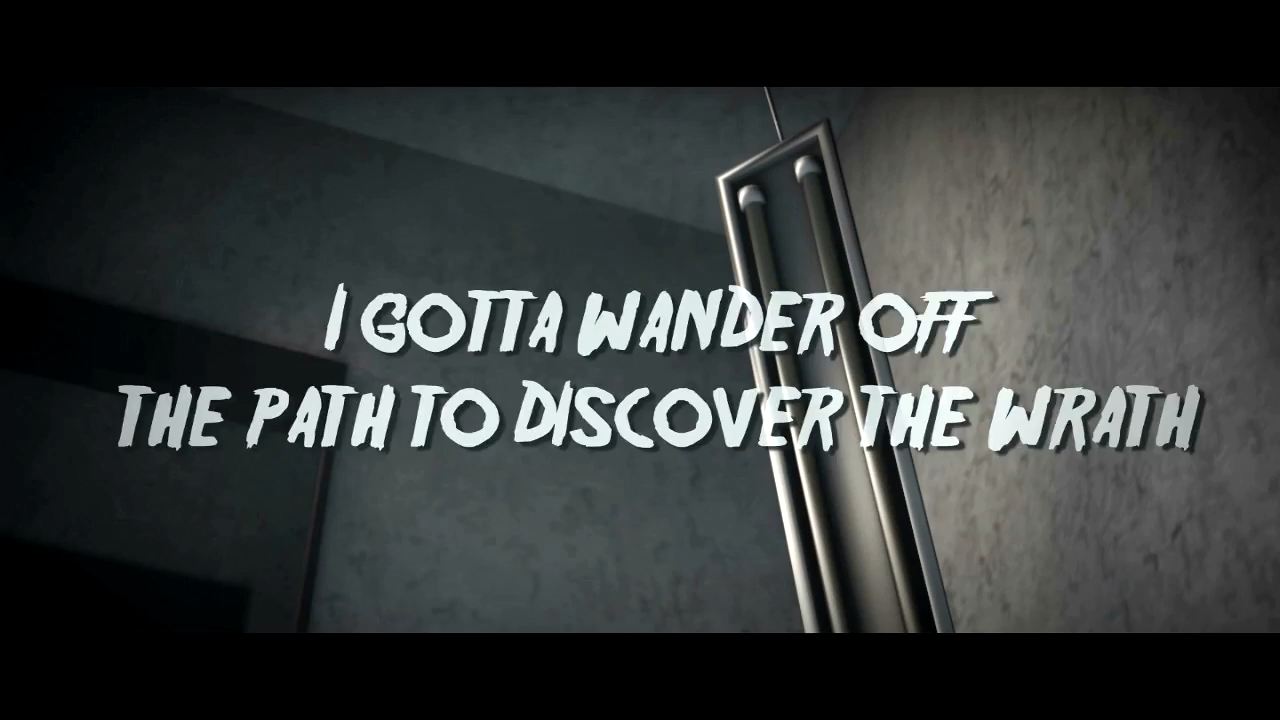 I GOTTA WANDER OFF
THE PATH TO DISCOVER THE WRATH